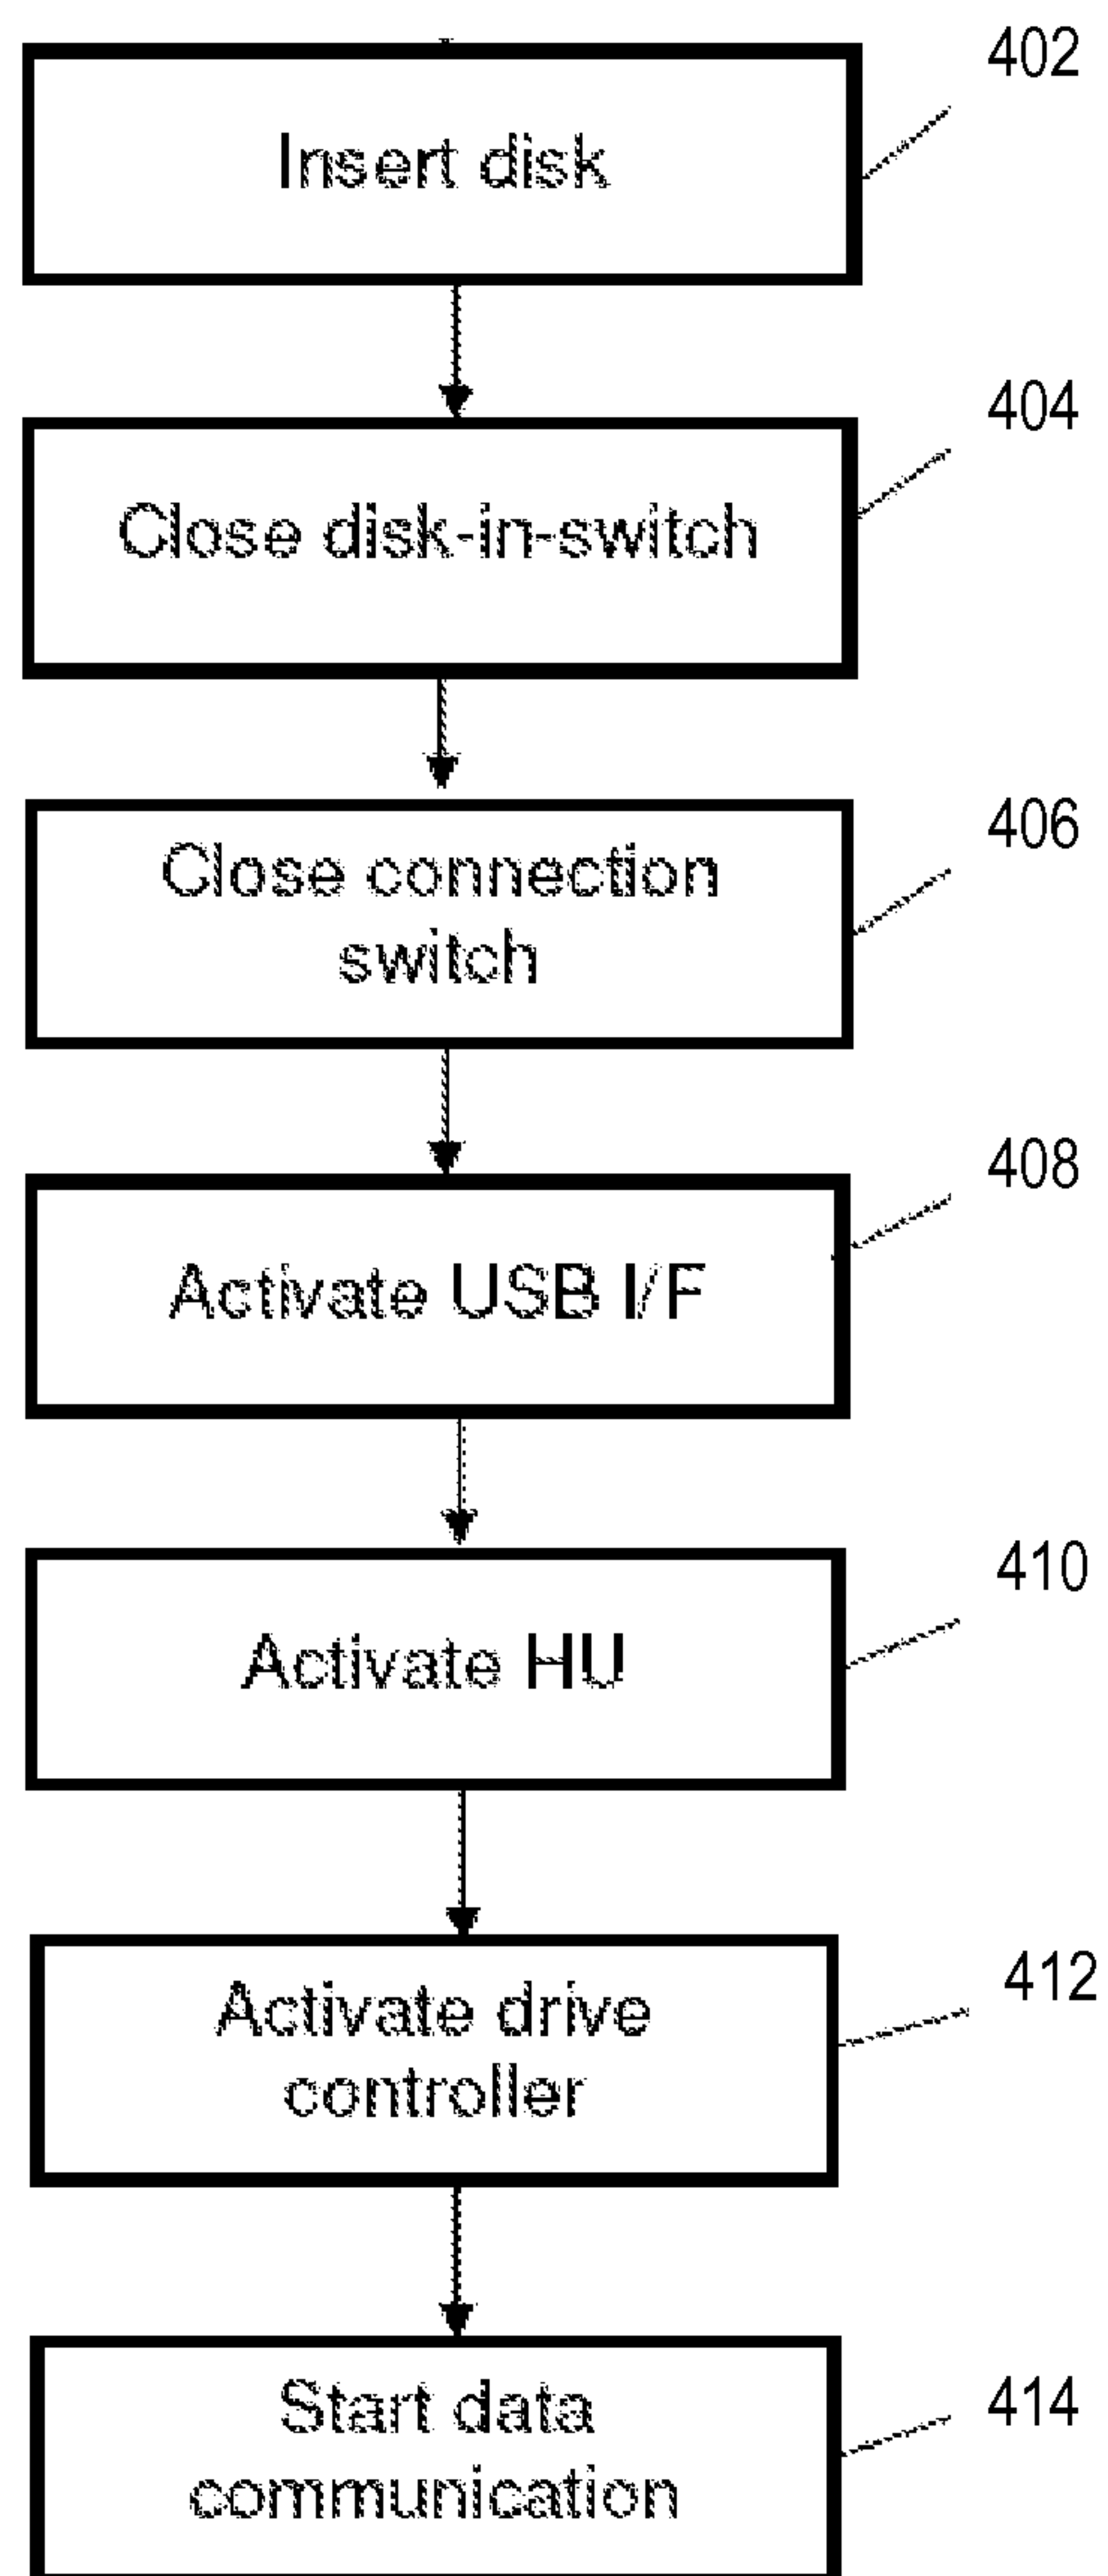 402
Insert disk
404
Close disk-in-switch
406
Close connection
switch
408
Activate USB I/F
410
Activate HU
412
Activate drive
controller
414
Start data
communication